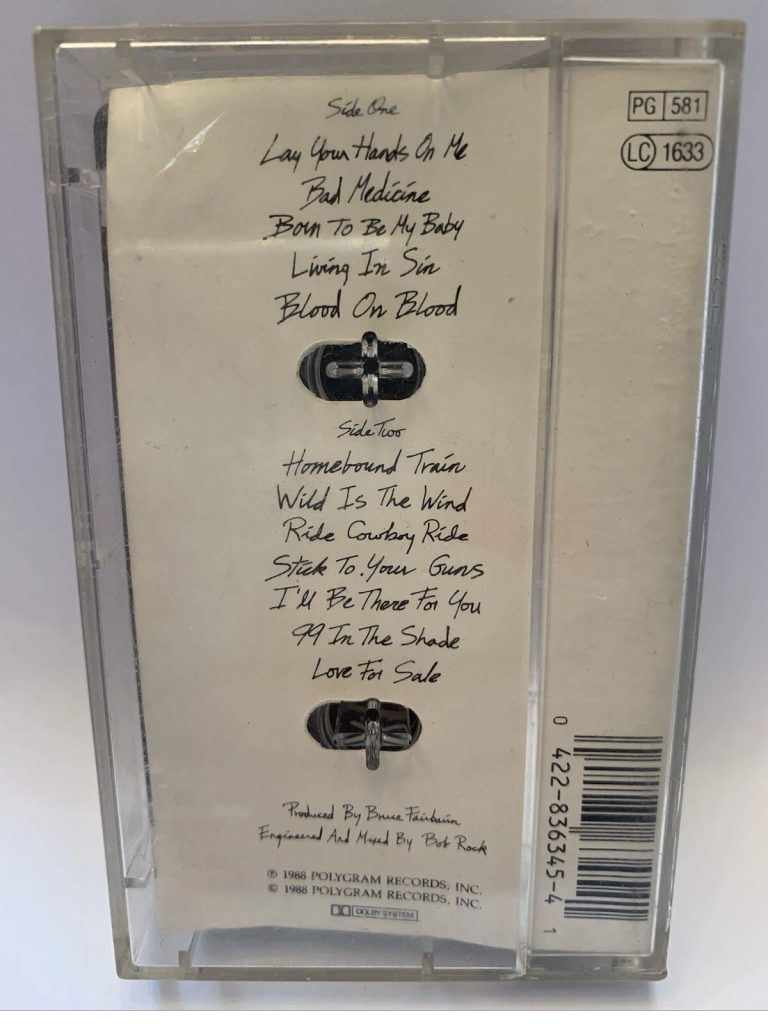 Side One
Lay Your Hands On Me
Bad Medicine
Born To Be My Baby
Living In Sin
Blood On Blood
Side Two
Homebound Train
Wild Is The Wind
Ride Cowboy Ride
Stick To Your Guns
I'll Be There For You
99 In The Shade
Love For Sale
Produced By Bruce Fairbairn
Engineered And Mixed By Bob Rock
℗ 1988 POLYGRAM RECORDS, INC.
© 1988 POLYGRAM RECORDS, INC.
DOLBY SYSTEM
PG 581
LC 1633
0 422-836345-4 1